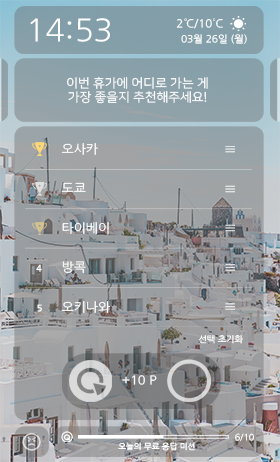 14:53
2℃/10℃
03월 26일 (월)
이번 휴가에 어디로 가는 게
가장 좋을지 추천해주세요!
오사카
도쿄
타이베이
4 방콕
5 오키나와
선택 초기화
+10 P
6/10
오늘의 무료 응답 미션